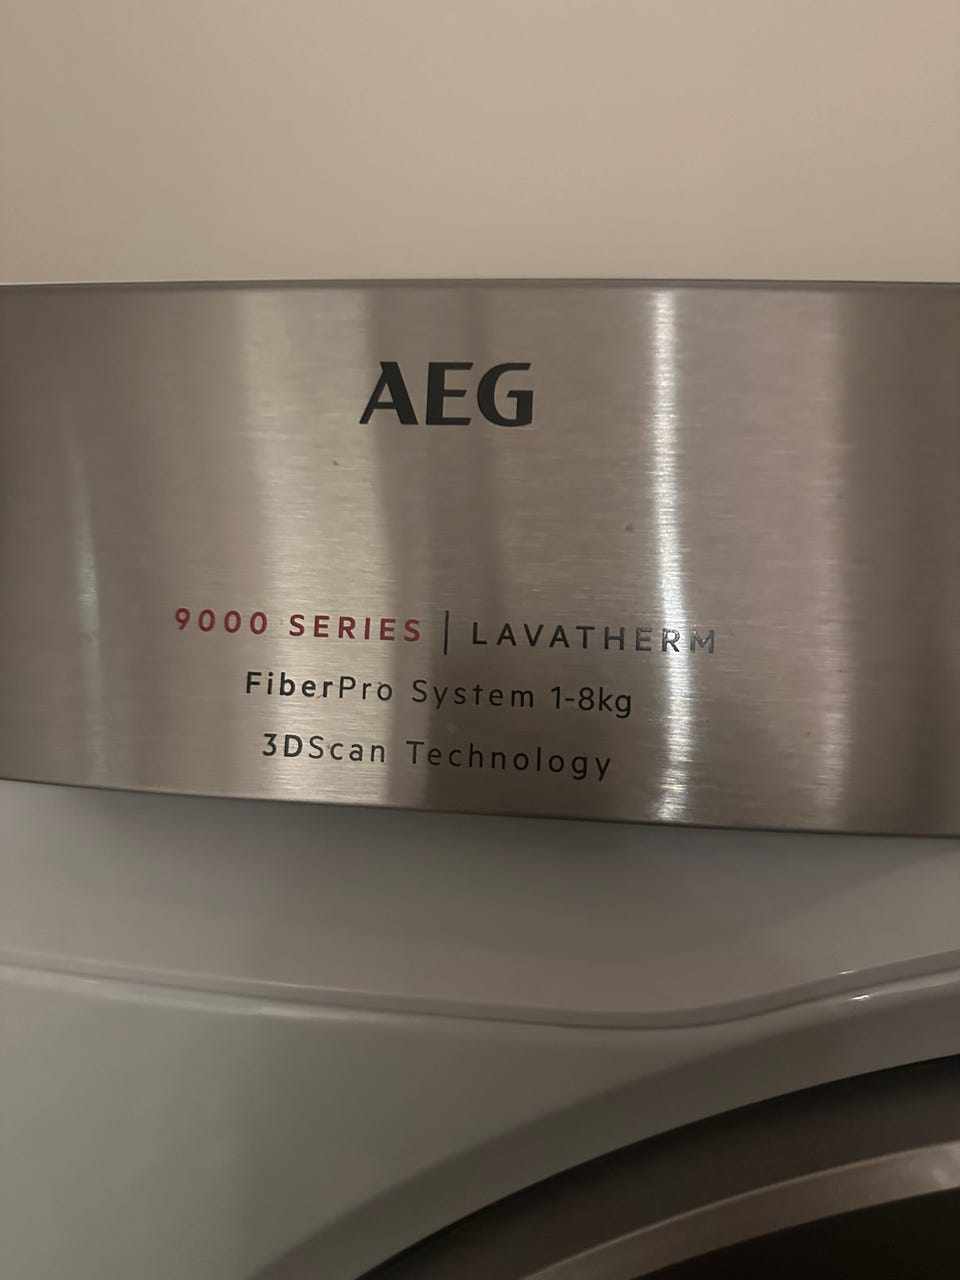 AEG
9000 SERIES | LAVATHERM
FiberPro System 1-8kg
3DScan Technology